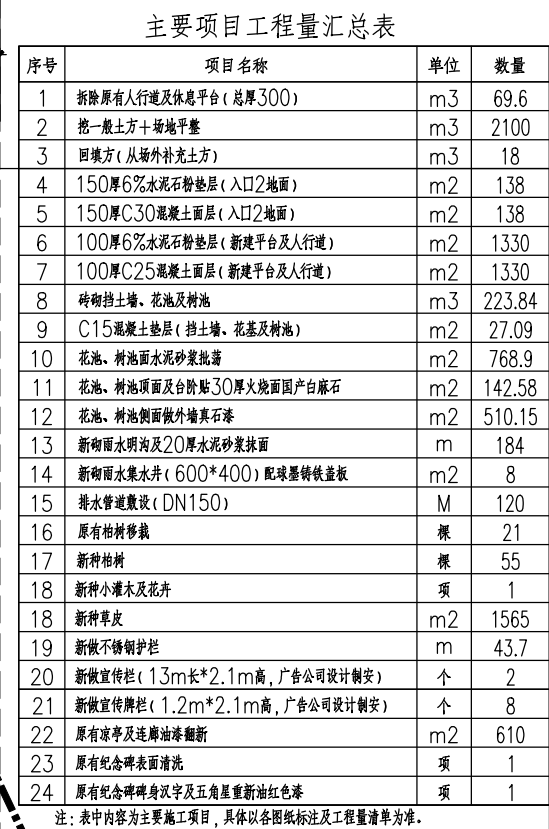 主要项目工程量汇总表
序号 项目名称 单位 数量
1 拆除原有人行道及休息平台(总厚300) m3 69.6
2 挖一般土方+场地平整 m3 2100
3 回填方(从场外补充土方) m3 18
4 150厚6%水泥石粉垫层(入口2地面) m2 138
5 150厚C30混凝土面层(入口2地面) m2 138
6 100厚6%水泥石粉垫层(新建平台及人行道) m2 1330
7 100厚C25混凝土面层(新建平台及人行道) m2 1330
8 砖砌挡土墙、花池及树池 m3 223.84
9 C15混凝土垫层(挡土墙、花基及树池) m2 27.09
10 花池、树池面水泥砂浆批荡 m2 768.9
11 花池、树池顶面及台阶贴30厚火烧面国产白麻石 m2 142.58
12 花池、树池侧面做外墙真石漆 m2 510.15
13 新砌雨水明沟及20厚水泥砂浆抹面 m 184
14 新砌雨水集水井(600*400)配球墨铸铁盖板 m2 8
15 排水管道敷设(DN150) M 120
16 原有柏树移栽 棵 21
17 新种柏树 棵 55
18 新种小灌木及花卉 项 1
18 新种草皮 m2 1565
19 新做不锈钢护栏 m 43.7
20 新做宣传栏(13m长*2.1m高,广告公司设计制安) 个 2
21 新做宣传牌栏(1.2m*2.1m高,广告公司设计制安) 个 8
22 原有凉亭及连廊油漆翻新 m2 610
23 原有纪念碑表面清洗 项 1
24 原有纪念碑碑身汉字及五角星重新油红色漆 项 1
注:表中内容为主要施工项目,具体以各图纸标注及工程量清单为准。